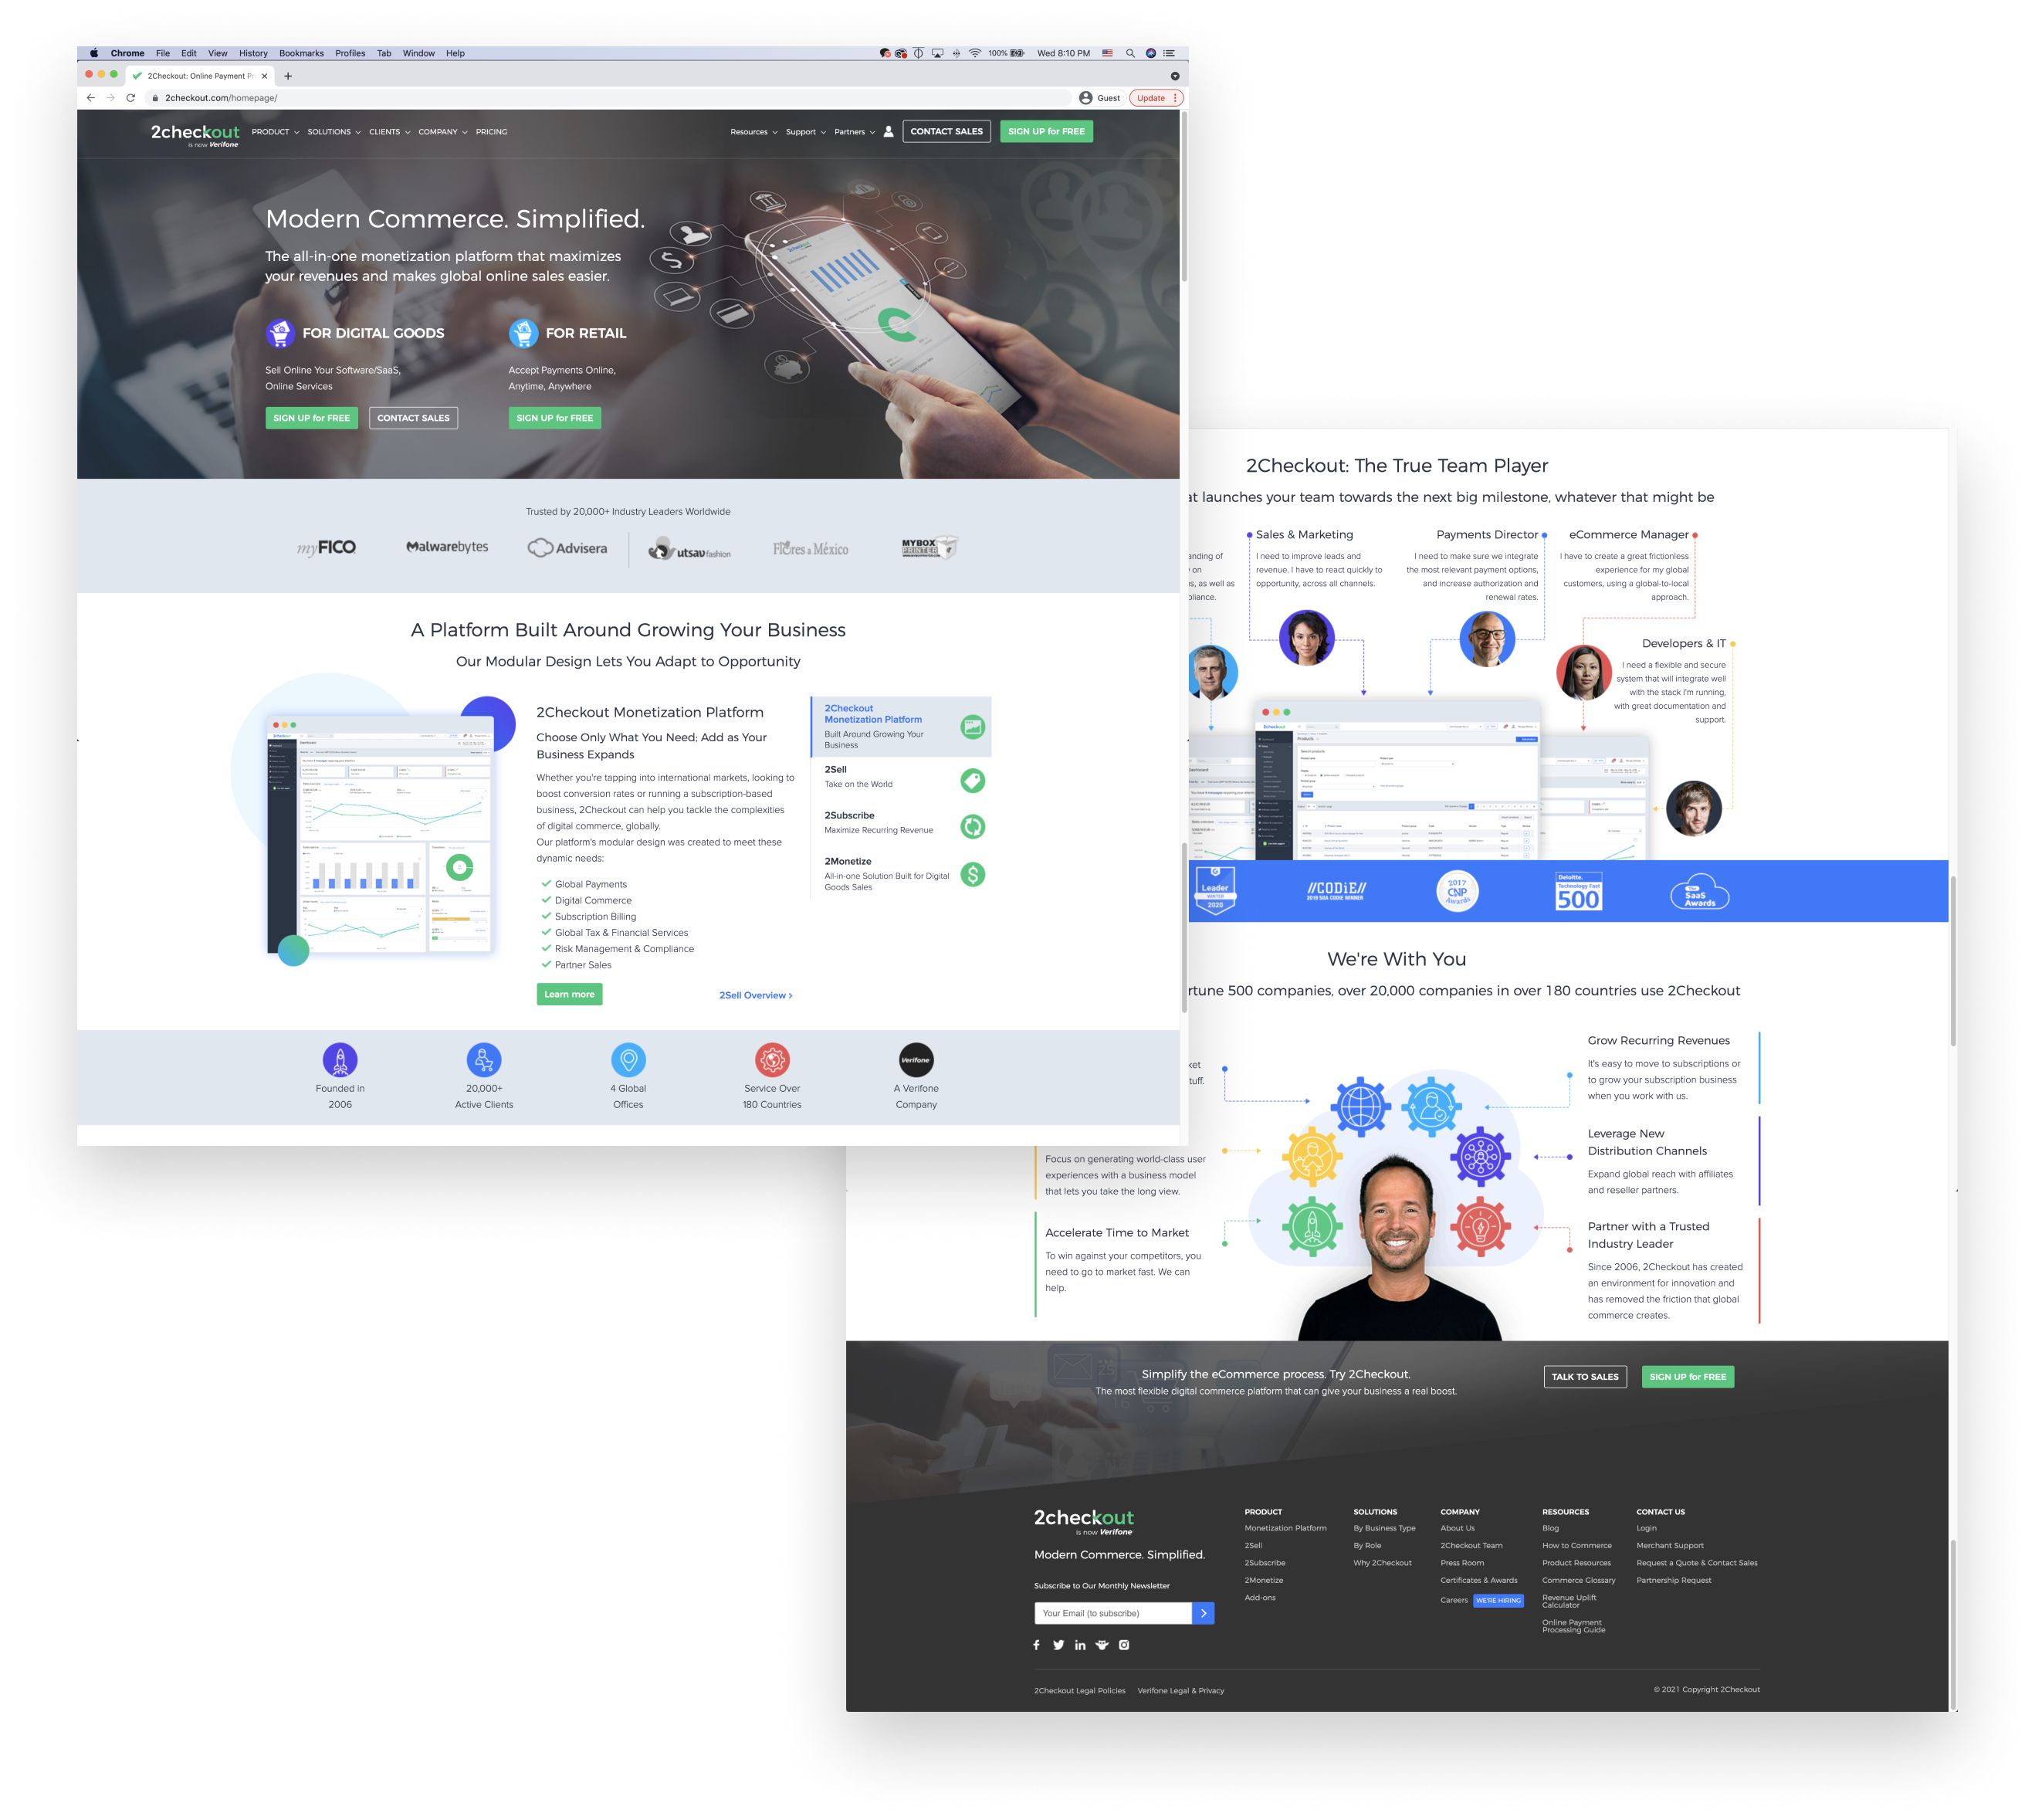 Chrome File Edit View History Bookmarks Profiles Tab Window Help
100% Wed 8:10 PM
2Checkout: Online Payment P
2checkout.com/homepage/
Guest Update
2checkout
is now Verifone
PRODUCT SOLUTIONS CLIENTS COMPANY PRICING
Resources Support Partners CONTACT SALES SIGN UP for FREE
Modern Commerce. Simplified.
The all-in-one monetization platform that maximizes
your revenues and makes global online sales easier.
FOR DIGITAL GOODS
Sell Online Your Software/SaaS,
Online Services
SIGN UP for FREE CONTACT SALES
FOR RETAIL
Accept Payments Online,
Anytime, Anywhere
SIGN UP for FREE
Trusted by 20,000+ Industry Leaders Worldwide
myFICO Malwarebytes Advisera utsav fashion Flores a México MYBOX PRINTER
A Platform Built Around Growing Your Business
Our Modular Design Lets You Adapt to Opportunity
Dashboard
2Checkout Monetization Platform
Choose Only What You Need; Add as Your
Business Expands
Whether you're tapping into international markets, looking to
boost conversion rates or running a subscription-based
business, 2Checkout can help you tackle the complexities
of digital commerce, globally.
Our platform's modular design was created to meet these
dynamic needs:
Global Payments
Digital Commerce
Subscription Billing
Global Tax & Financial Services
Risk Management & Compliance
Partner Sales
Learn more 2Sell Overview >
2Checkout
Monetization Platform
Built Around Growing Your
Business
2Sell
Take on the World
2Subscribe
Maximize Recurring Revenue
2Monetize
All-in-one Solution Built for Digital
Goods Sales
Founded in
2006
20,000+
Active Clients
4 Global
Offices
Service Over
180 Countries
Verifone
A Verifone
Company
2Checkout: The True Team Player
at launches your team towards the next big milestone, whatever that might be
anding of
on
s, as well as
pliance.
Sales & Marketing
I need to improve leads and
revenue. I have to react quickly to
opportunity, across all channels.
Payments Director
I need to make sure we integrate
the most relevant payment options,
and increase authorization and
renewal rates.
eCommerce Manager
I have to create a great frictionless
experience for my global
customers, using a global-to-local
approach.
Developers & IT
I need a flexible and secure
system that will integrate well
with the stack I'm running,
with great documentation and
support.
Products
Leader
WINTER
2020
//CODiE//
2019 SIIA CODiE WINNER
2017
CNP
Awards
Deloitte.
Technology Fast
500
The
SaaS
Awards
We're With You
rtune 500 companies, over 20,000 companies in over 180 countries use 2Checkout
ket
tuff.
Focus on generating world-class user
experiences with a business model
that lets you take the long view.
Accelerate Time to Market
To win against your competitors, you
need to go to market fast. We can
help.
Grow Recurring Revenues
It's easy to move to subscriptions or
to grow your subscription business
when you work with us.
Leverage New
Distribution Channels
Expand global reach with affiliates
and reseller partners.
Partner with a Trusted
Industry Leader
Since 2006, 2Checkout has created
an environment for innovation and
has removed the friction that global
commerce creates.
Simplify the eCommerce process. Try 2Checkout.
The most flexible digital commerce platform that can give your business a real boost.
TALK TO SALES SIGN UP for FREE
2checkout
is now Verifone
Modern Commerce. Simplified.
Subscribe to Our Monthly Newsletter
Your Email (to subscribe)
PRODUCT
Monetization Platform
2Sell
2Subscribe
2Monetize
Add-ons
SOLUTIONS
By Business Type
By Role
Why 2Checkout
COMPANY
About Us
2Checkout Team
Press Room
Certificates & Awards
Careers WE'RE HIRING
RESOURCES
Blog
How to Commerce
Product Resources
Commerce Glossary
Revenue Uplift
Calculator
Online Payment
Processing Guide
CONTACT US
Login
Merchant Support
Request a Quote & Contact Sales
Partnership Request
2Checkout Legal Policies Verifone Legal & Privacy
© 2021 Copyright 2Checkout